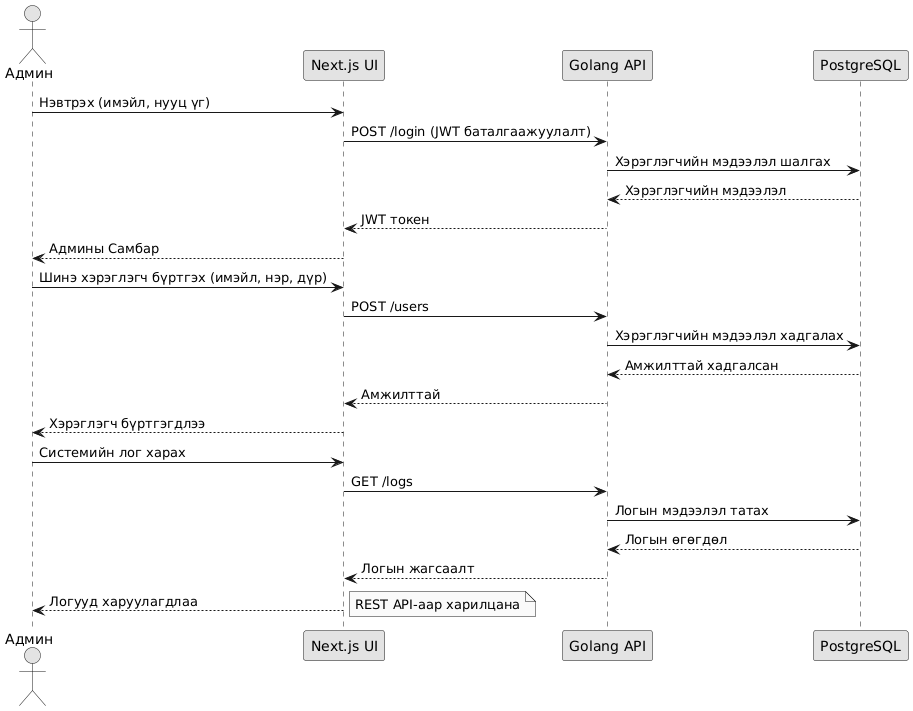 Админ
Next.js UI
Golang API
PostgreSQL
Нэвтрэх (имэйл, нууц үг)
POST /login (JWT баталгаажуулалт)
Хэрэглэгчийн мэдээлэл шалгах
Хэрэглэгчийн мэдээлэл
JWT токен
Админы Самбар
Шинэ хэрэглэгч бүртгэх (имэйл, нэр, дүр)
POST /users
Хэрэглэгчийн мэдээлэл хадгалах
Амжилттай хадгалсан
Амжилттай
Хэрэглэгч бүртгэгдлээ
Системийн лог харах
GET /logs
Логын мэдээлэл татах
Логын өгөгдөл
Логын жагсаалт
Логууд харуулагдлаа
REST API-аар харилцана
Админ
Next.js UI
Golang API
PostgreSQL